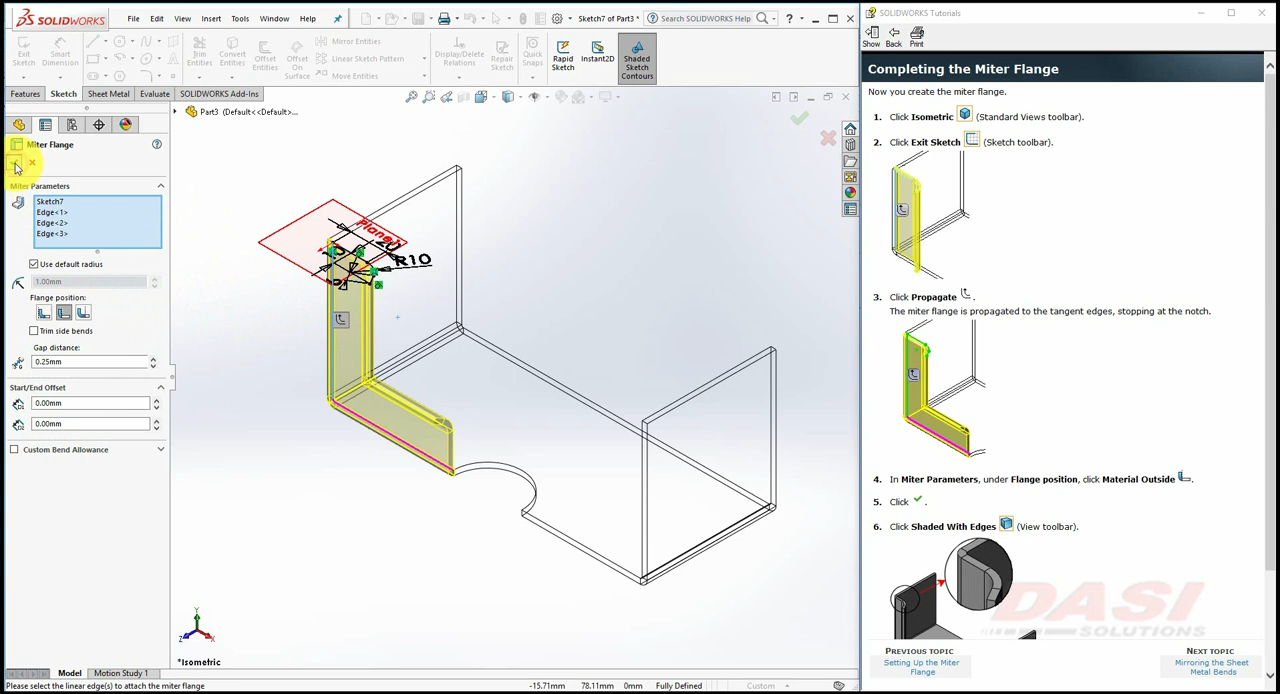 SOLIDWORKS
File
Edit
View
Insert
Tools
Window
Help
Sketch7 of Part3 *
Search SOLIDWORKS Help
Exit Sketch
Smart Dimension
Trim Entities
Convert Entities
Offset Entities
Offset On Surface
Mirror Entities
Linear Sketch Pattern
Move Entities
Display/Delete Relations
Repair Sketch
Quick Snaps
Rapid Sketch
Instant2D
Shaded Sketch Contours
Features
Sketch
Sheet Metal
Evaluate
SOLIDWORKS Add-Ins
Part3 (Default<<Default>...
Miter Flange
Miter Parameters
Sketch7
Edge<1>
Edge<2>
Edge<3>
Use default radius
1.00mm
Flange position:
Trim side bends
Gap distance:
0.25mm
Start/End Offset
0.00mm
0.00mm
Custom Bend Allowance
R10
Y
Z
X
*Isometric
Model
Motion Study 1
Please select the linear edge(s) to attach the miter flange
-15.71mm
78.11mm
0mm
Fully Defined
Custom
SOLIDWORKS Tutorials
Show
Back
Print
Completing the Miter Flange
Now you create the miter flange.
1. Click Isometric (Standard Views toolbar).
2. Click Exit Sketch (Sketch toolbar).
3. Click Propagate .
The miter flange is propagated to the tangent edges, stopping at the notch.
4. In Miter Parameters, under Flange position, click Material Outside .
5. Click .
6. Click Shaded With Edges (View toolbar).
DASI
SOLUTIONS
PREVIOUS TOPIC
Setting Up the Miter
Flange
NEXT TOPIC
Mirroring the Sheet
Metal Bends